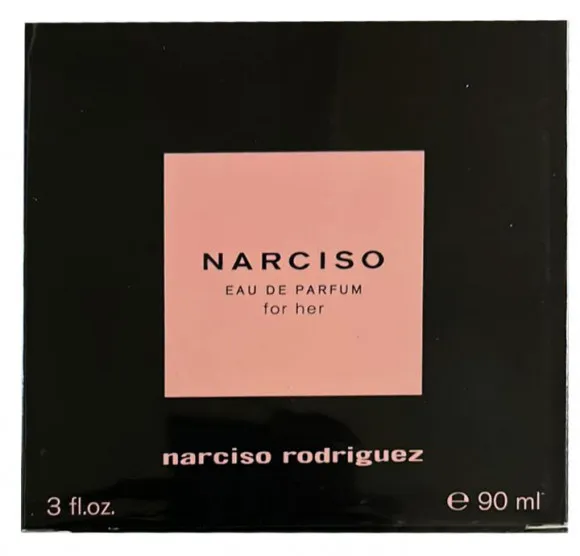 NARCISO
EAU DE PARFUM
for her
narciso rodriguez
3 fl.oz.
℮ 90 ml